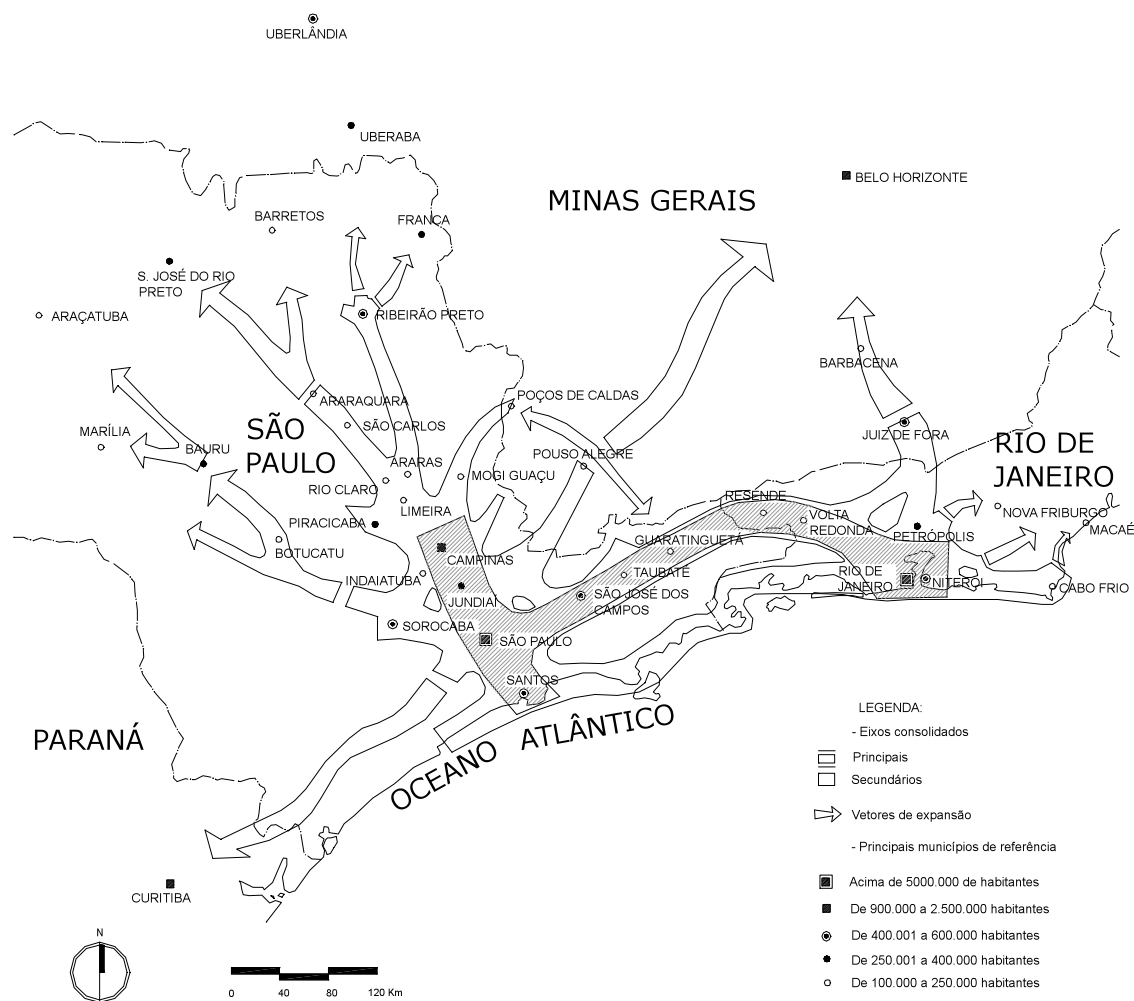 UBERLÂNDIA
UBERABA
BELO HORIZONTE
MINAS GERAIS
BARRETOS
FRANCA
S. JOSÉ DO RIO
PRETO
ARAÇATUBA
RIBEIRÃO PRETO
BARBACENA
POÇOS DE CALDAS
ARARAQUARA
SÃO CARLOS
SÃO
PAULO
MARÍLIA
BAURU
JUIZ DE FORA
RIO DE
JANEIRO
POUSO ALEGRE
ARARAS
MOGI GUAÇU
RIO CLARO
LIMEIRA
RESENDE
VOLTA
REDONDA
NOVA FRIBURGO
MACAÉ
PIRACICABA
PETRÓPOLIS
GUARATINGUETÁ
BOTUCATU
CAMPINAS
INDAIATUBA
TAUBATÉ
RIO DE
JANEIRO
NITERÓI
CABO FRIO
JUNDIAÍ
SÃO JOSÉ DOS
CAMPOS
SOROCABA
SÃO PAULO
SANTOS
PARANÁ
OCEANO ATLÂNTICO
CURITIBA
N
0 40 80 120 Km
LEGENDA:
- Eixos consolidados
Principais
Secundários
Vetores de expansão
- Principais municípios de referência
Acima de 5000.000 de habitantes
De 900.000 a 2.500.000 habitantes
De 400.001 a 600.000 habitantes
De 250.001 a 400.000 habitantes
De 100.000 a 250.000 habitantes